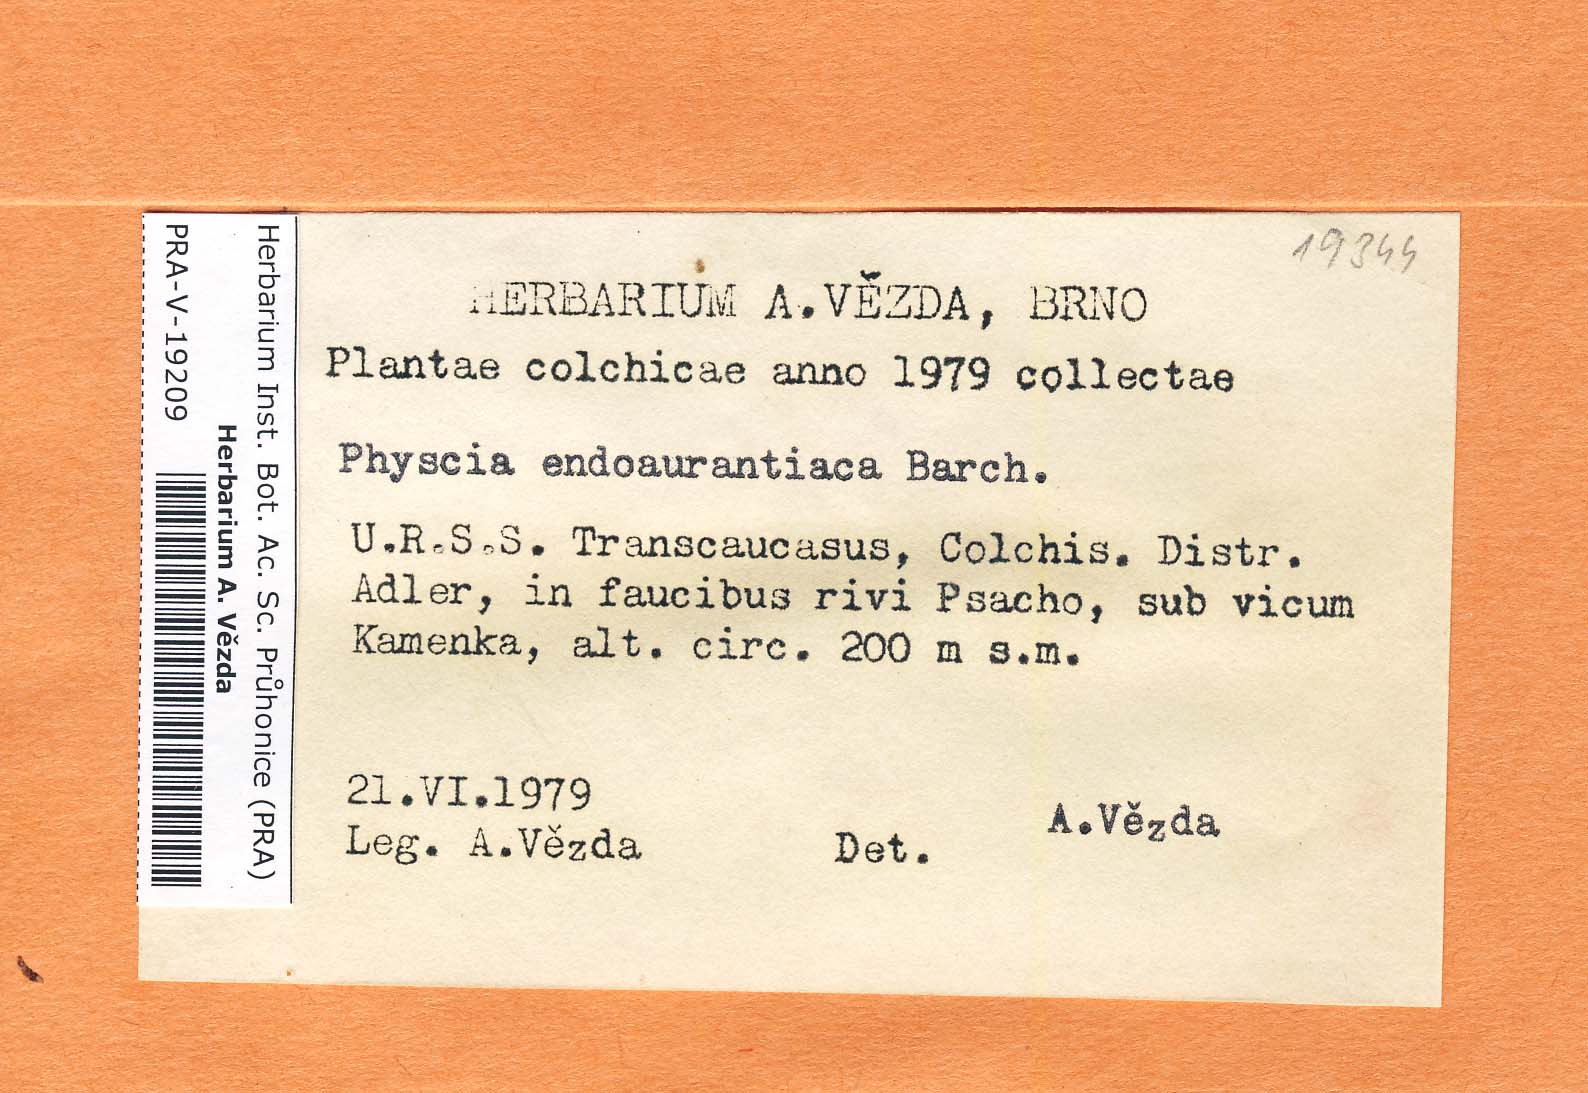 19344
HERBARIUM A.VĚZDA, BRNO
Plantae colchicae anno 1979 collectae
Physcia endoaurantiaca Barch.
U.R.S.S. Transcaucasus, Colchis. Distr.
Adler, in faucibus rivi Psacho, sub vicum
Kamenka, alt. circ. 200 m s.m.
21.VI.1979
Leg. A.Vězda
Det. A.Vězda
Herbarium Inst. Bot. Ac. Sc. Průhonice (PRA)
Herbarium A. Vězda
PRA-V-19209